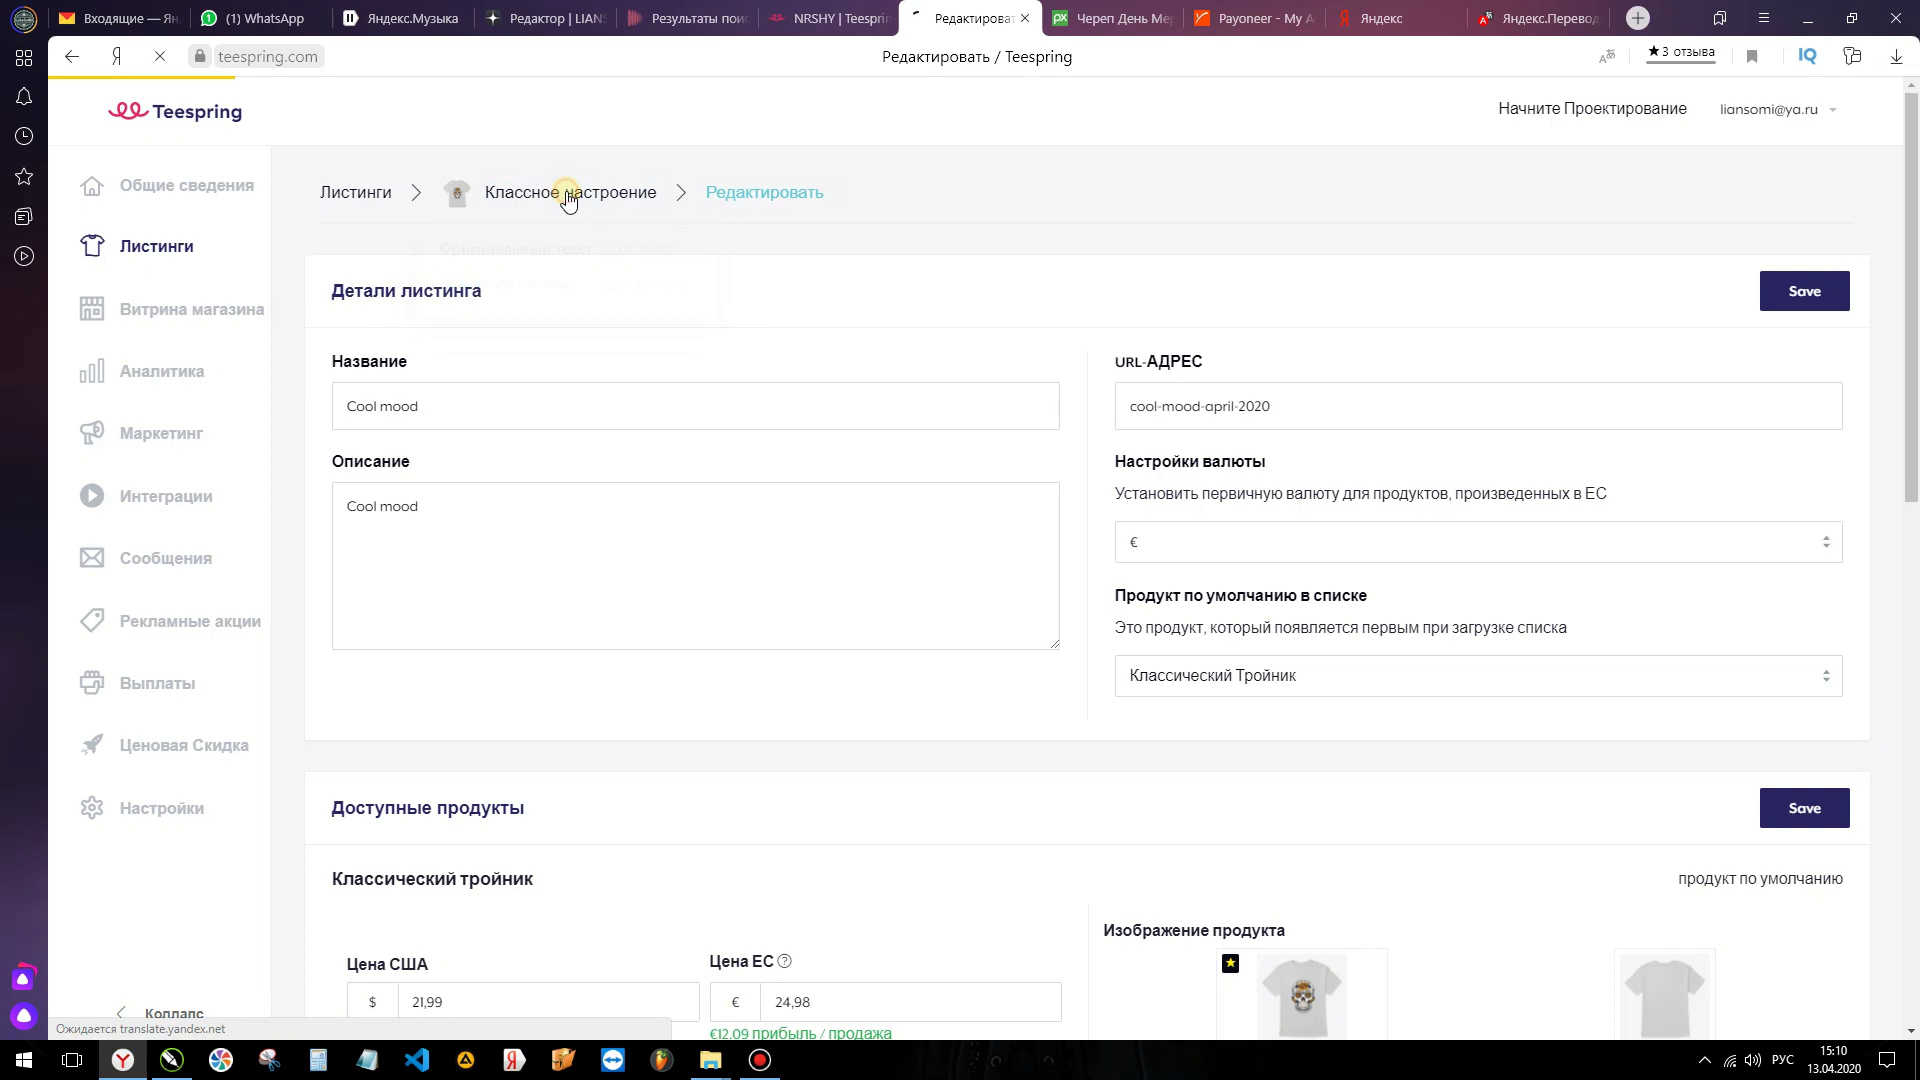 Входящие — Ян
(1) WhatsApp
Яндекс.Музыка
Редактор | LIANS
Результаты пои
NRSHY | Teesprin
Редактироват
Череп День Ме
Payoneer - My A
Яндекс
Яндекс.Перевод
teespring.com
Редактировать / Teespring
★3 отзыва
IQ
Teespring
Начните Проектирование
liansomi@ya.ru
Общие сведения
Листинги
Витрина магазина
Аналитика
Маркетинг
Интеграции
Сообщения
Рекламные акции
Выплаты
Ценовая Скидка
Настройки
Коллапс
Листинги
Классное настроение
Редактировать
Оригинальный текст: Cool mood
Детали листинга
Save
Название
Cool mood
Описание
Cool mood
URL-АДРЕС
cool-mood-april-2020
Настройки валюты
Установить первичную валюту для продуктов, произведенных в ЕС
€
Продукт по умолчанию в списке
Это продукт, который появляется первым при загрузке списка
Классический Тройник
Доступные продукты
Save
Классический тройник
продукт по умолчанию
Цена США
$
21,99
Цена ЕС
€
24,98
€12.09 прибыль / продажа
Изображение продукта
Ожидается translate.yandex.net
РУС
15:10
13.04.2020